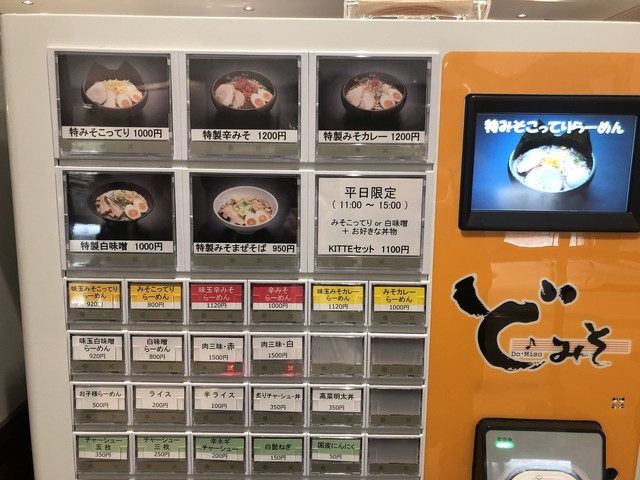 特みそこってり 1000円
特製辛みそ 1200円
特製みそカレー 1200円
特製白味噌 1000円
特製みそまぜそば 950円
平日限定
( 11:00 ～ 15:00 )
みそこってり or 白味噌
+ お好きな丼物
KITTEセット 1100円
味玉みそこってり
らーめん
920円
みそこってり
らーめん
800円
味玉辛みそ
らーめん
1120円
辛みそ
らーめん
1000円
味玉みそカレー
らーめん
1120円
みそカレー
らーめん
1000円
味玉白味噌
らーめん
920円
白味噌
らーめん
800円
肉三昧・赤
1500円
肉三昧・白
1500円
お子様らーめん
500円
ライス
200円
半ライス
100円
炙りチャーシュー丼
350円
高菜明太丼
350円
チャーシュー
五枚
350円
チャーシュー
三枚
250円
辛ネギ
チャーシュー
200円
白髪ねぎ
150円
国産にんにく
50円
特みそこってりらーめん
ど・みそ
Do・Miso